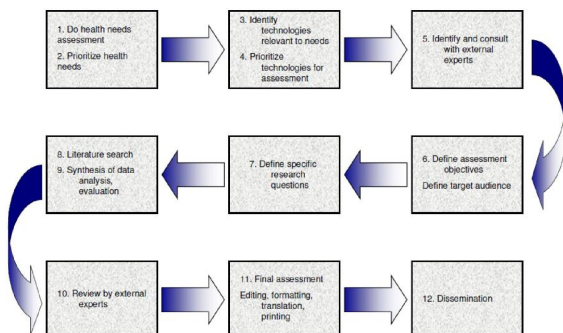 1. Do health needs
assessment
2. Prioritize health
needs
3. Identify
technologies
relevant to needs
4. Prioritize
technologies for
assessment
5. Identify and consult
with external
experts
6. Define assessment
objectives
Define target audience
7. Define specific
research
questions
8. Literature search
9. Synthesis of data
analysis,
evaluation
10. Review by external
experts
11. Final assessment
Editing, formatting,
translation,
printing
12. Dissemination